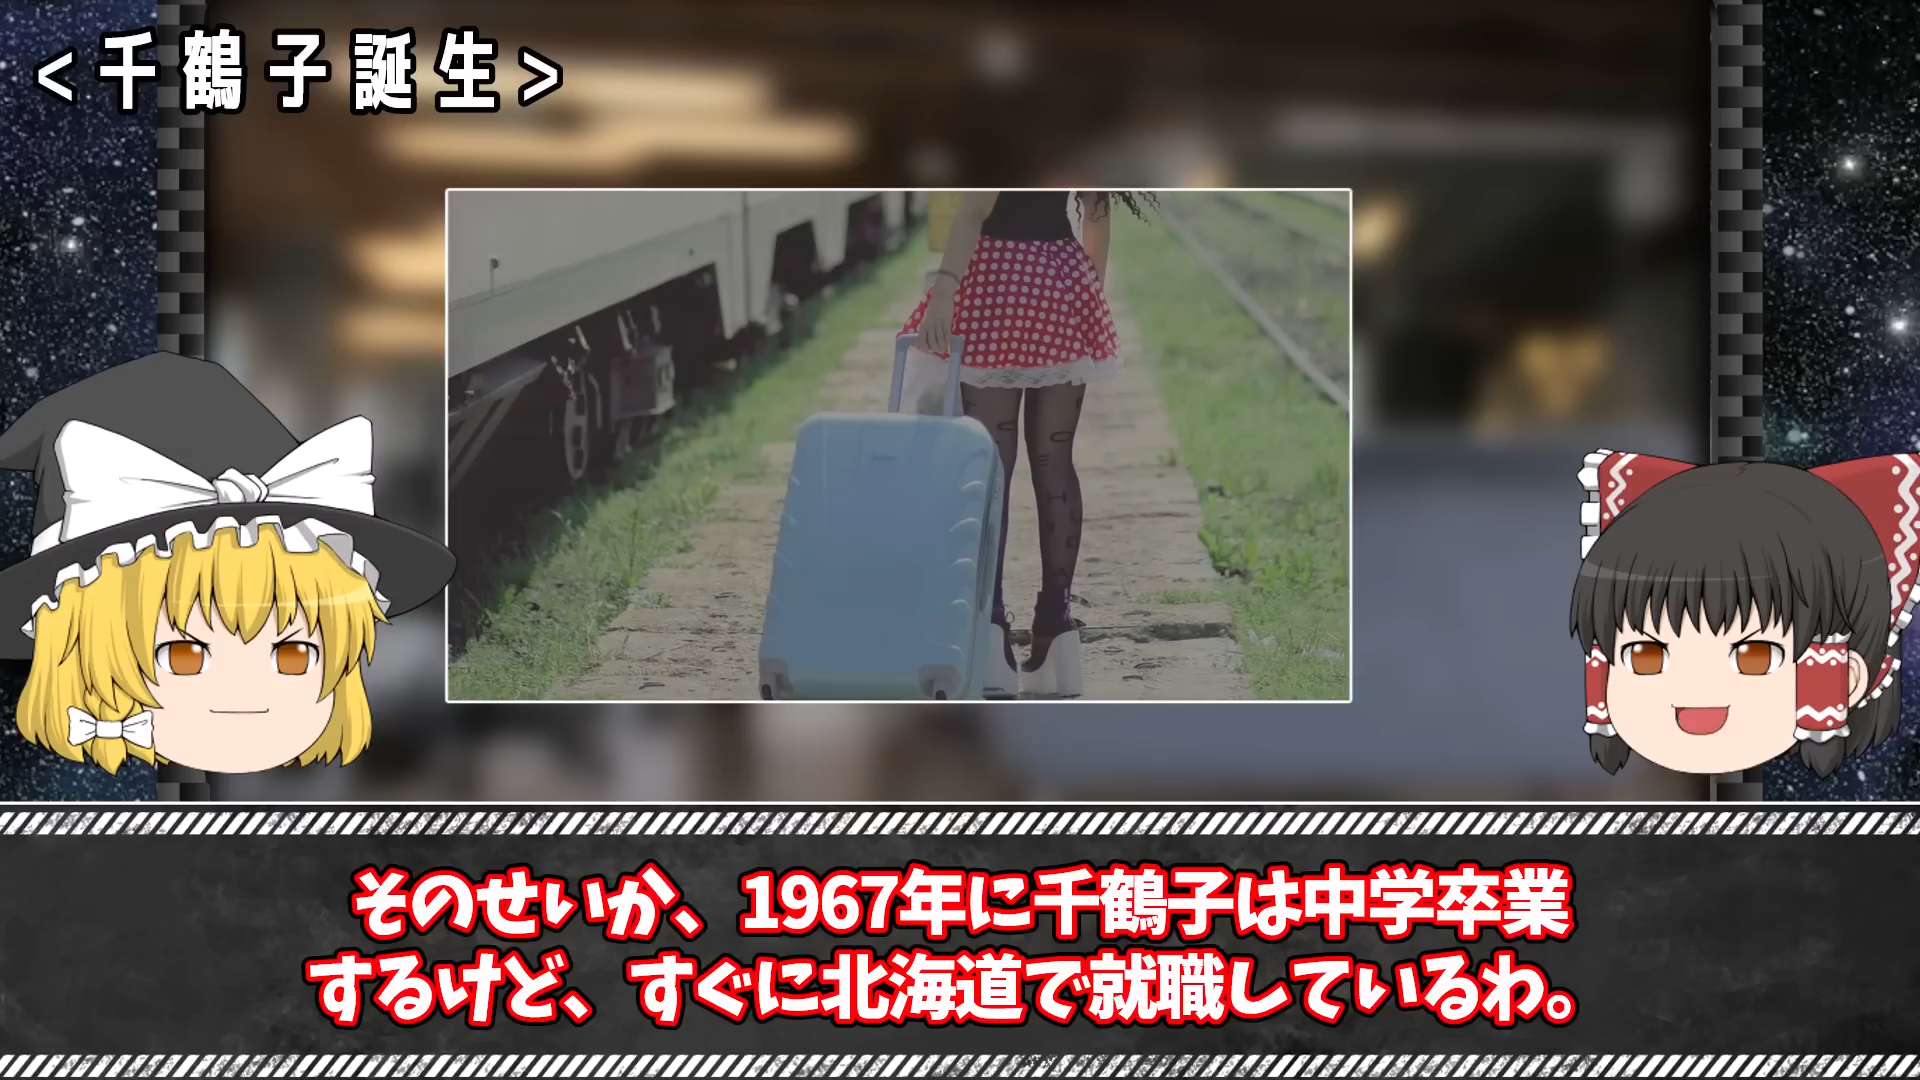 <千鶴子誕生>
そのせいか、1967年に千鶴子は中学卒業
するけど、すぐに北海道で就職しているわ。